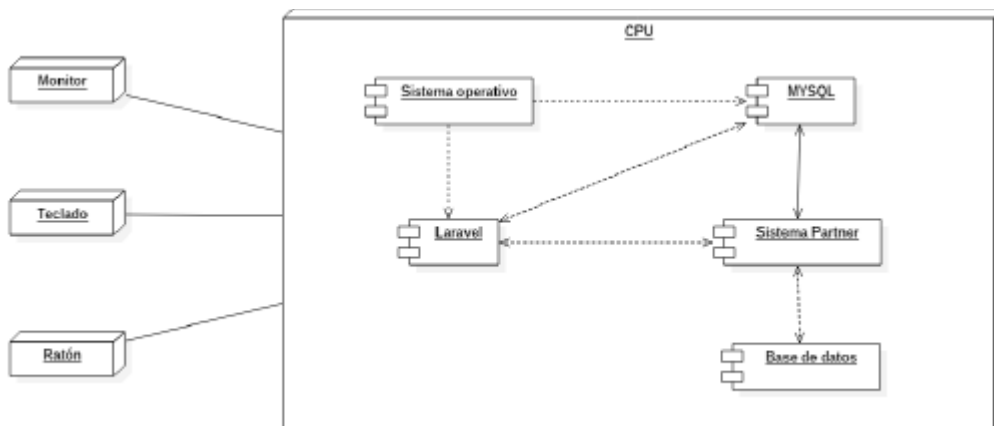 CPU
Monitor
Sistema operativo
MYSQL
Teclado
Laravel
Sistema Partner
Ratón
Base de datos